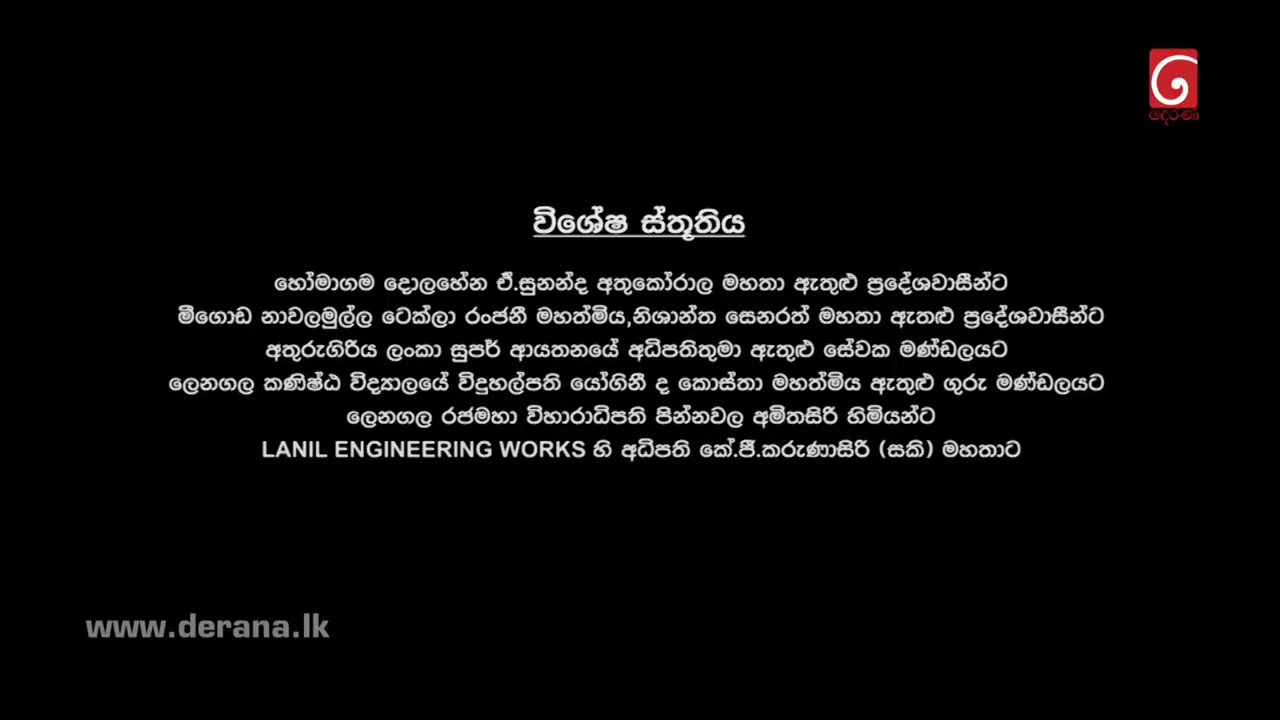 දෙරණ
විශේෂ ස්තූතිය
හෝමාගම දොලහේන ඒ.සුනන්ද අතුකෝරාල මහතා ඇතුළු ප්‍රදේශවාසීන්ට
මීගොඩ නාවලමුල්ල ටෙක්ලා රංජනී මහත්මිය,නිශාන්ත සෙනරත් මහතා ඇතළු ප්‍රදේශවාසීන්ට
අතුරුගිරිය ලංකා සුපර් ආයතනයේ අධිපතිතුමා ඇතුළු සේවක මණ්ඩලයට
ලෙනගල කණිෂ්ඨ විද්‍යාලයේ විදුහල්පති යෝගිනී ද කොස්තා මහත්මිය ඇතුළු ගුරු මණ්ඩලයට
ලෙනගල රජමහා විහාරාධිපති පින්නවල අමිතසිරි හිමියන්ට
LANIL ENGINEERING WORKS හි අධිපති කේ.ජී.කරුණාසිරි (සකි) මහතාට
www.derana.lk